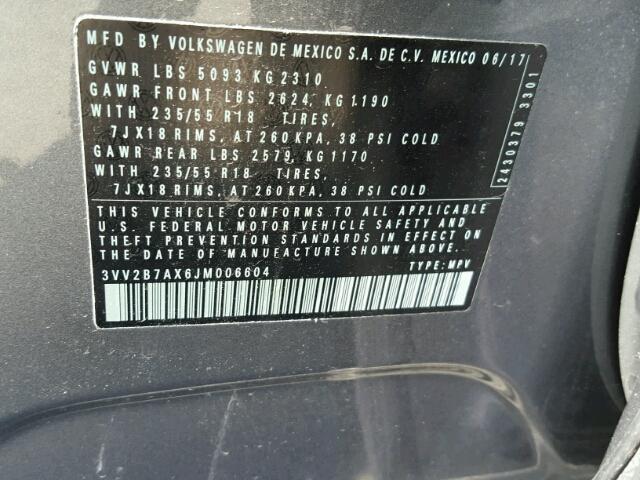 MFD BY VOLKSWAGEN DE MEXICO S.A. DE C.V. MEXICO 06/17
GVWR LBS 5093 KG 2310
GAWR FRONT LBS 2624, KG 1190
WITH 235/55 R18 TIRES,
7JX18 RIMS, AT 260 KPA, 38 PSI COLD
GAWR REAR LBS 2579, KG 1170
WITH 235/55 R18 TIRES,
7JX18 RIMS, AT 260 KPA, 38 PSI COLD
THIS VEHICLE CONFORMS TO ALL APPLICABLE
U.S. FEDERAL MOTOR VEHICLE SAFETY AND
THEFT PREVENTION STANDARDS IN EFFECT ON
THE DATE OF MANUFACTURE SHOWN ABOVE.
3VV2B7AX6JM006604 TYPE: MPV
2430379 3301